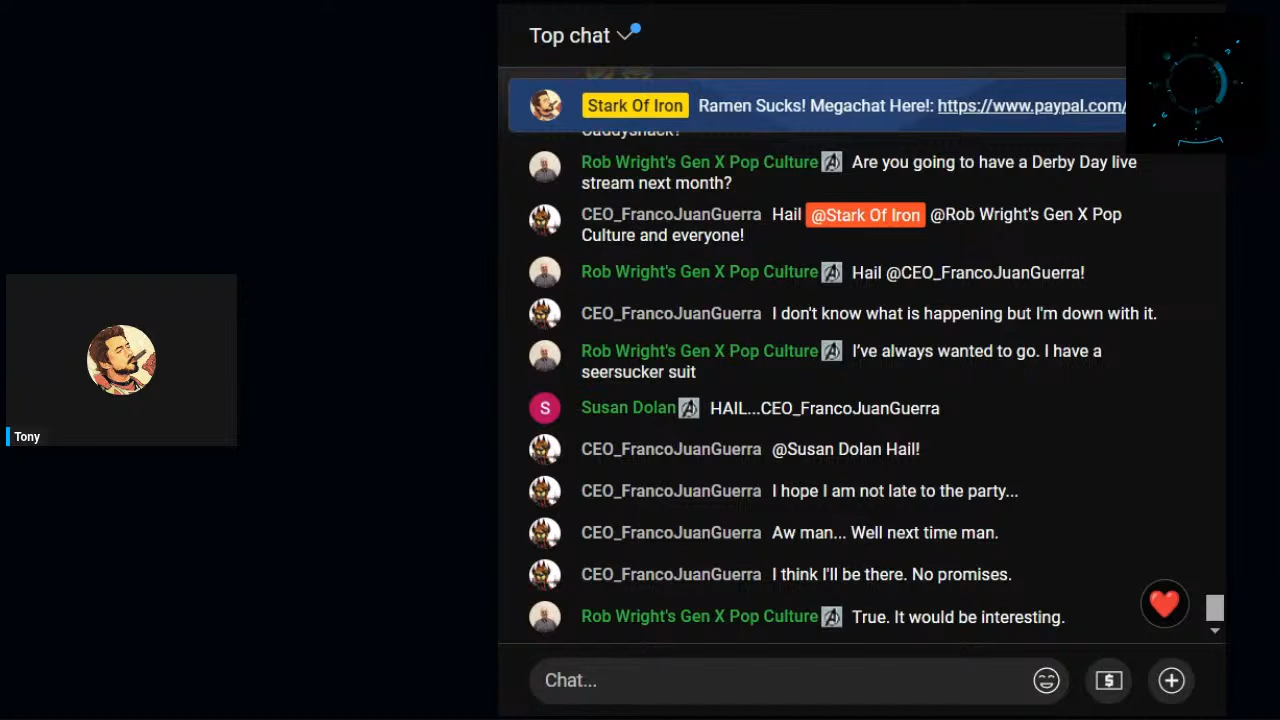 Top chat
Stark Of Iron Ramen Sucks! Megachat Here!: https://www.paypal.com/
Caddyshack?
Rob Wright's Gen X Pop Culture Are you going to have a Derby Day live
stream next month?
CEO_FrancoJuanGuerra Hail @Stark Of Iron @Rob Wright's Gen X Pop
Culture and everyone!
Rob Wright's Gen X Pop Culture Hail @CEO_FrancoJuanGuerra!
CEO_FrancoJuanGuerra I don't know what is happening but I'm down with it.
Rob Wright's Gen X Pop Culture I’ve always wanted to go. I have a
seersucker suit
Susan Dolan HAIL...CEO_FrancoJuanGuerra
CEO_FrancoJuanGuerra @Susan Dolan Hail!
CEO_FrancoJuanGuerra I hope I am not late to the party...
CEO_FrancoJuanGuerra Aw man... Well next time man.
CEO_FrancoJuanGuerra I think I'll be there. No promises.
Rob Wright's Gen X Pop Culture True. It would be interesting.
Chat...
S
Tony